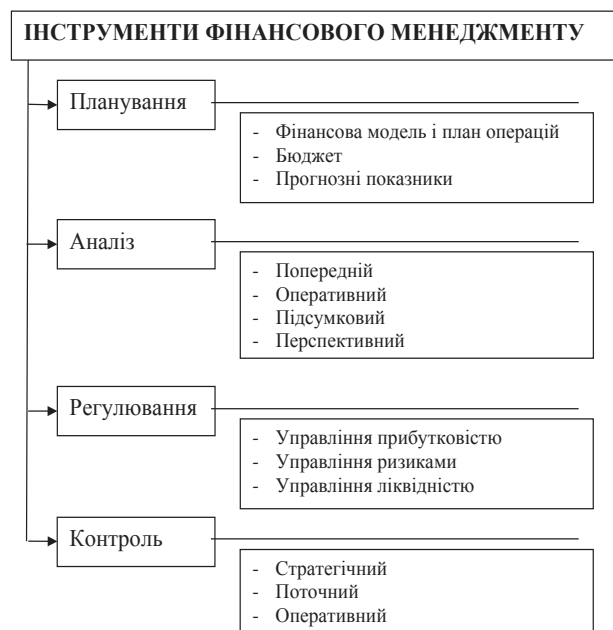 ІНСТРУМЕНТИ ФІНАНСОВОГО МЕНЕДЖМЕНТУ
Планування
- Фінансова модель і план операцій
- Бюджет
- Прогнозні показники
Аналіз
- Попередній
- Оперативний
- Підсумковий
- Перспективний
Регулювання
- Управління прибутковістю
- Управління ризиками
- Управління ліквідністю
Контроль
- Стратегічний
- Поточний
- Оперативний